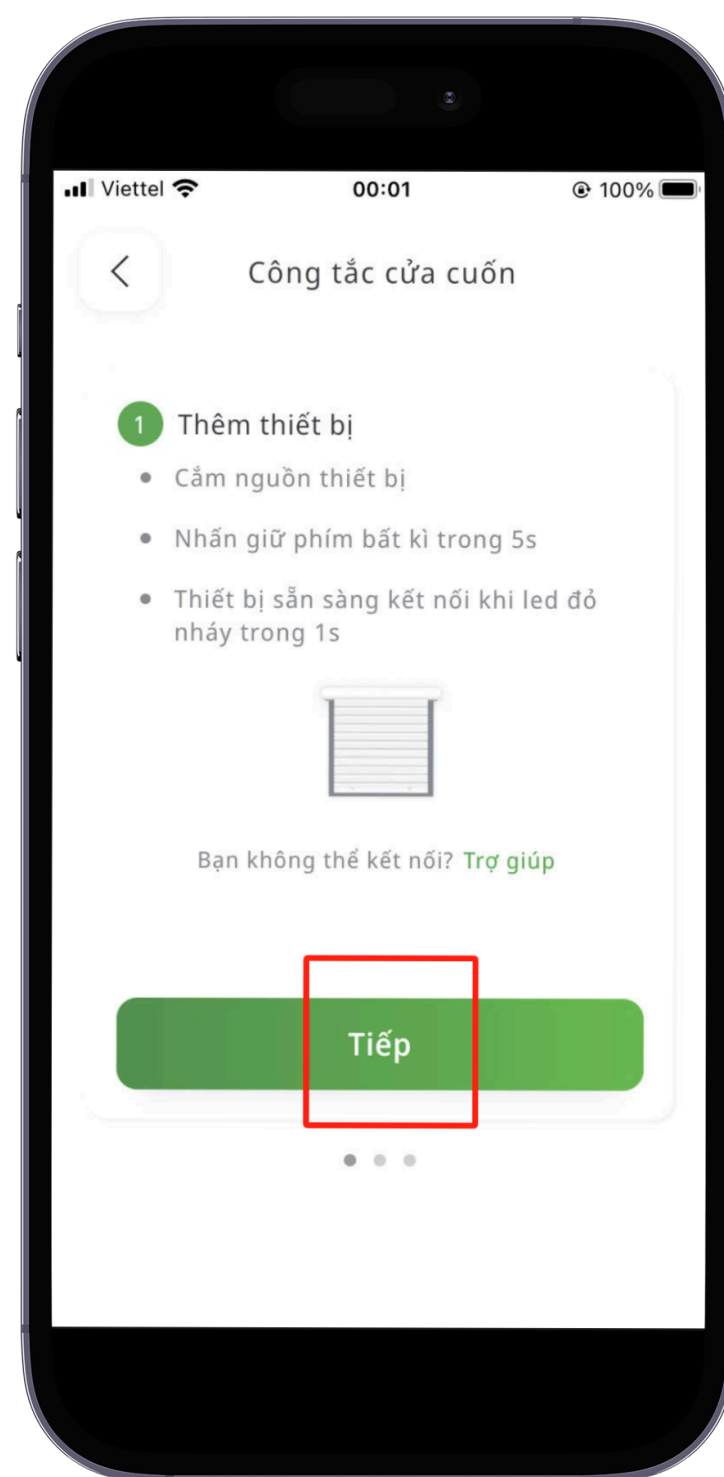 Viettel 00:01 100%
Công tắc cửa cuốn
1 Thêm thiết bị
Cắm nguồn thiết bị
Nhấn giữ phím bất kì trong 5s
Thiết bị sẵn sàng kết nối khi led đỏ
nháy trong 1s
Bạn không thể kết nối? Trợ giúp
Tiếp